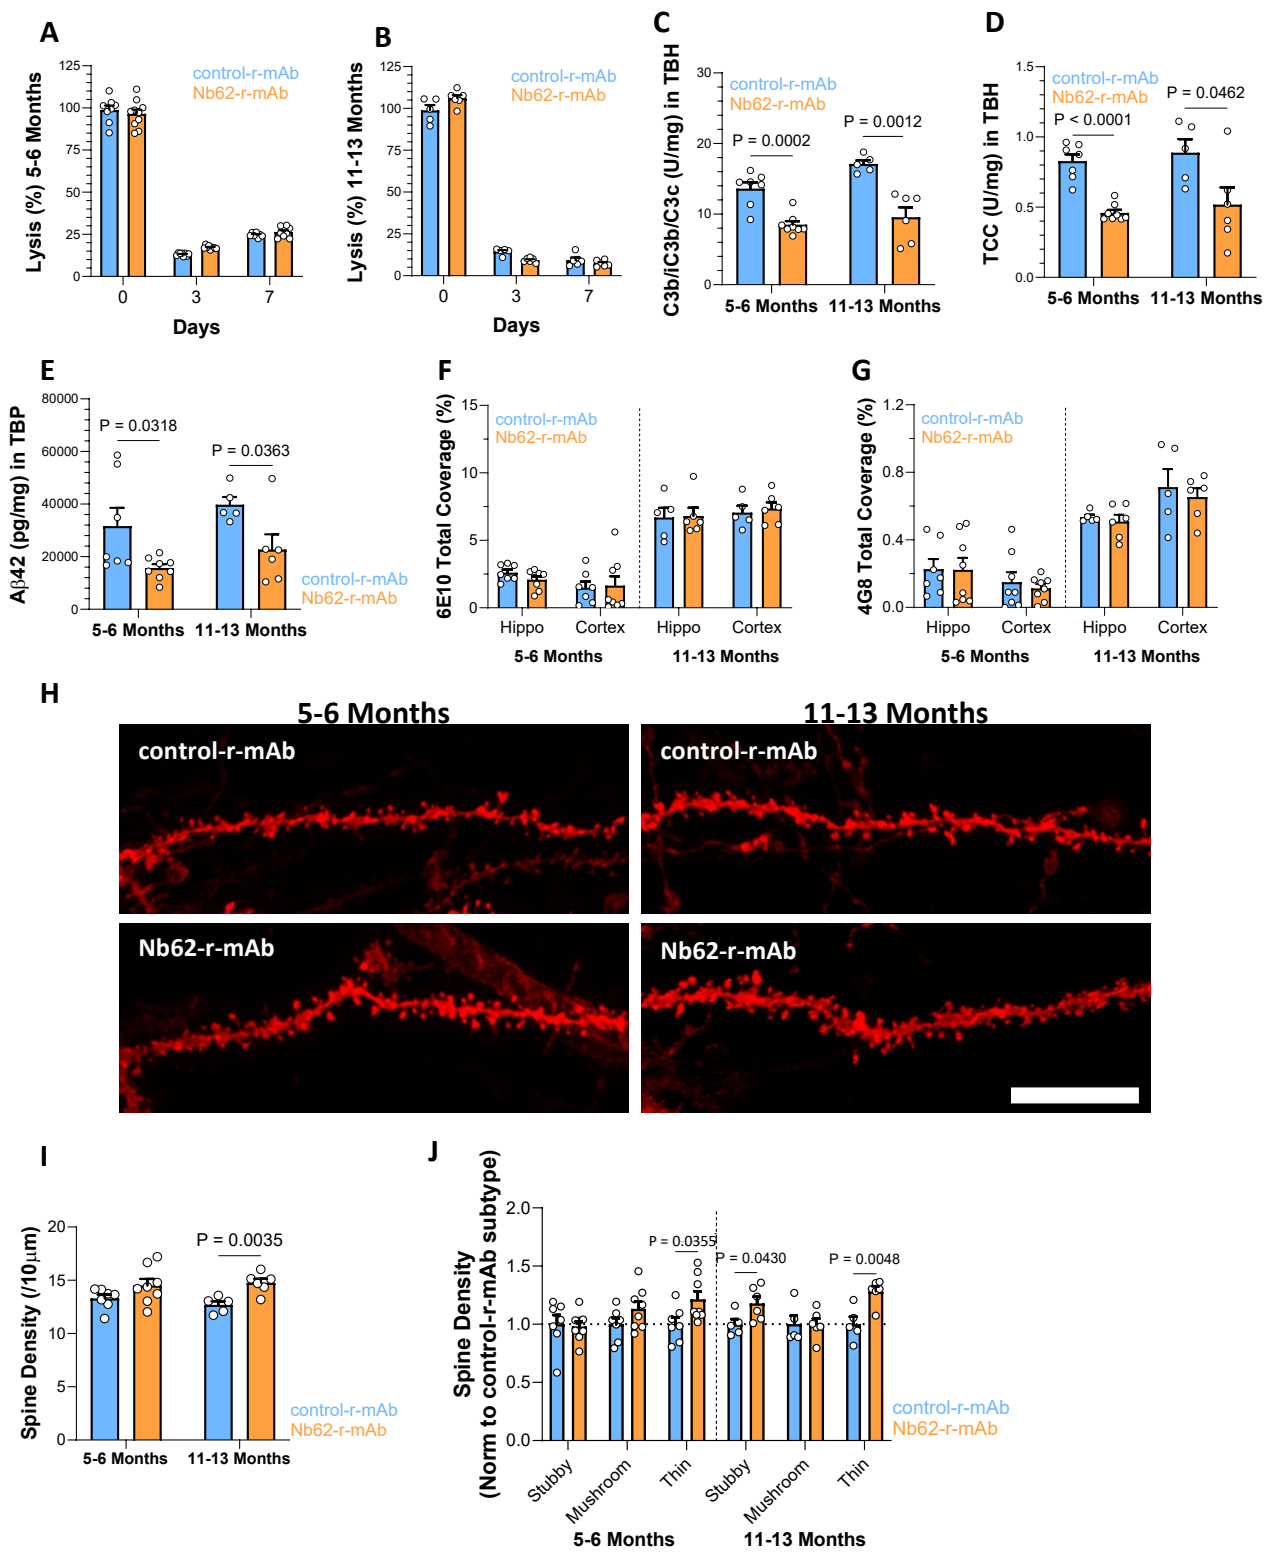 A
Lysis (%) 5-6 Months
125
100
75
50
25
0
control-r-mAb
Nb62-r-mAb
0 3 7
Days
B
Lysis (%) 11-13 Months
125
100
75
50
25
0
control-r-mAb
Nb62-r-mAb
0 3 7
Days
C
C3b/iC3b/C3c (U/mg) in TBH
30
20
10
0
control-r-mAb
Nb62-r-mAb
P = 0.0002
P = 0.0012
5-6 Months 11-13 Months
D
TCC (U/mg) in TBH
1.5
1.0
0.5
0.0
control-r-mAb
Nb62-r-mAb
P < 0.0001
P = 0.0462
5-6 Months 11-13 Months
E
Aβ42 (pg/mg) in TBP
80000
60000
40000
20000
0
P = 0.0318
P = 0.0363
control-r-mAb
Nb62-r-mAb
5-6 Months 11-13 Months
F
6E10 Total Coverage (%)
15
10
5
0
control-r-mAb
Nb62-r-mAb
Hippo Cortex Hippo Cortex
5-6 Months 11-13 Months
G
4G8 Total Coverage (%)
1.2
0.8
0.4
0.0
control-r-mAb
Nb62-r-mAb
Hippo Cortex Hippo Cortex
5-6 Months 11-13 Months
H
5-6 Months 11-13 Months
control-r-mAb control-r-mAb
Nb62-r-mAb Nb62-r-mAb
I
Spine Density (/10μm)
20
15
10
5
0
P = 0.0035
control-r-mAb
Nb62-r-mAb
5-6 Months 11-13 Months
J
Spine Density
(Norm to control-r-mAb subtype)
2.0
1.5
1.0
0.5
0.0
P = 0.0355
P = 0.0430
P = 0.0048
control-r-mAb
Nb62-r-mAb
Stubby Mushroom Thin Stubby Mushroom Thin
5-6 Months 11-13 Months